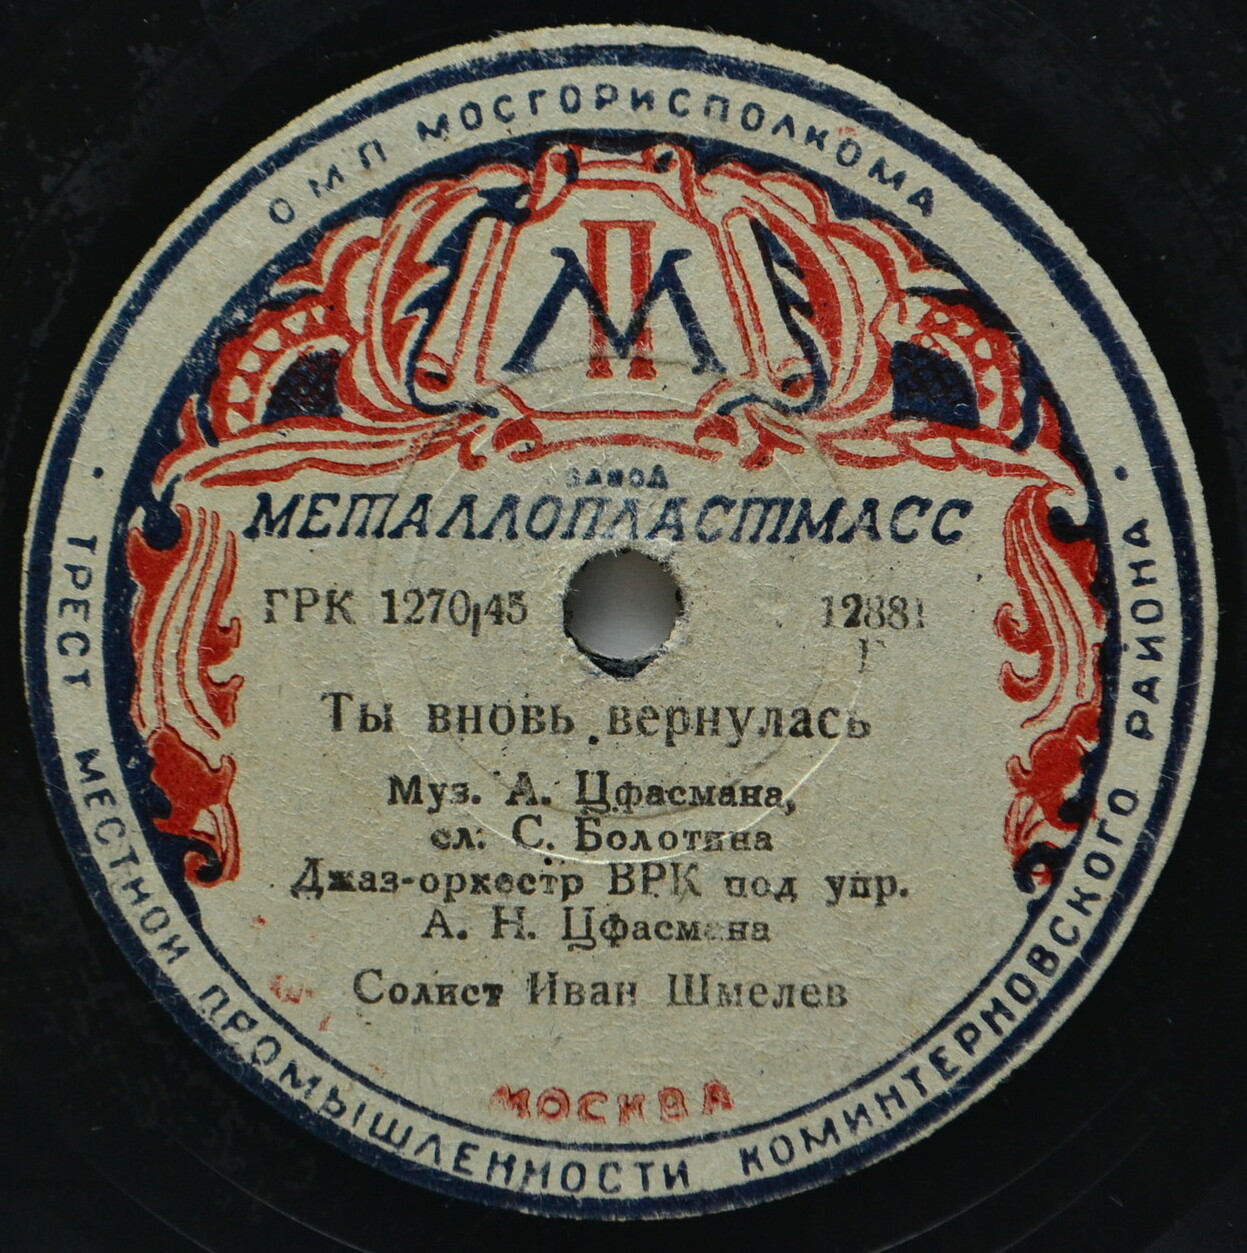 ОМП МОСГОРИСПОЛКОМА
ПМ
ЗАВОД
МЕТАЛЛОПЛАСТМАСС
ГРК 1270/45 12881
Г
Ты вновь вернулась
Муз. А. Цфасмана,
сл. С. Болотина
Джаз-оркестр ВРК под упр.
А. Н. Цфасмана
Солист Иван Шмелев
МОСКВА
· ТРЕСТ МЕСТНОЙ ПРОМЫШЛЕННОСТИ КОМИНТЕРНОВСКОГО РАЙОНА ·